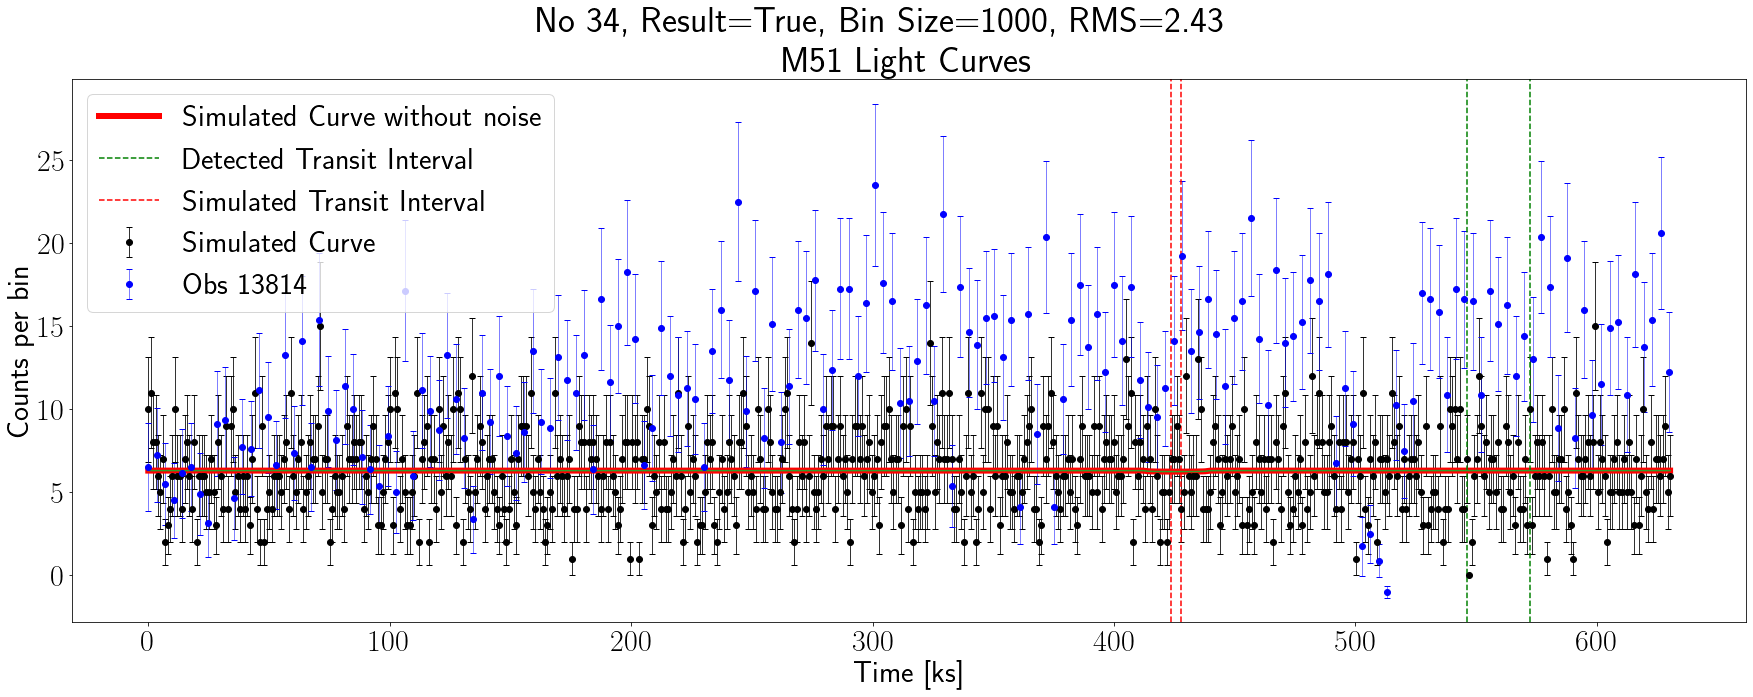 No 34, Result=True, Bin Size=1000, RMS=2.43
M51 Light Curves
Simulated Curve without noise
Detected Transit Interval
Simulated Transit Interval
Simulated Curve
Obs 13814
Counts per bin
25
20
15
10
5
0
0 100 200 300 400 500 600
Time [ks]